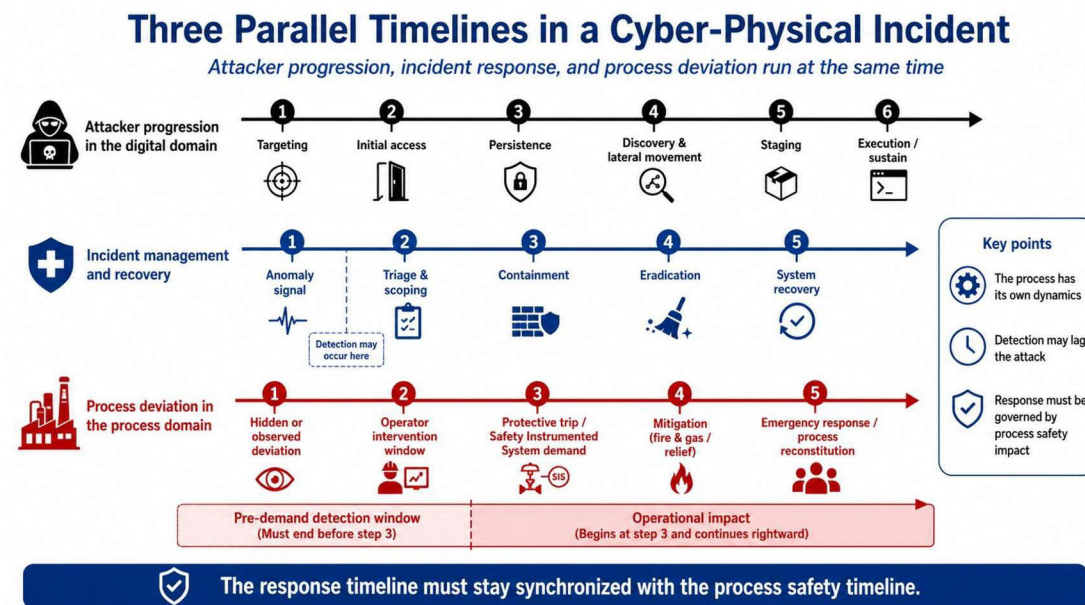 Three Parallel Timelines in a Cyber-Physical Incident
Attacker progression, incident response, and process deviation run at the same time
Attacker progression
in the digital domain
1
Targeting
2
Initial access
3
Persistence
4
Discovery &
lateral movement
5
Staging
6
Execution /
sustain
>_
Incident management
and recovery
1
Anomaly
signal
Detection may
occur here
2
Triage &
scoping
3
Containment
4
Eradication
5
System
recovery
Key points
The process has
its own dynamics
Detection may lag
the attack
Response must be
governed by
process safety
impact
Process deviation in
the process domain
1
Hidden or
observed
deviation
2
Operator
intervention
window
3
Protective trip /
Safety Instrumented
System demand
SIS
4
Mitigation
(fire & gas /
relief)
5
Emergency response /
process
reconstitution
Pre-demand detection window
(Must end before step 3)
Operational impact
(Begins at step 3 and continues rightward)
The response timeline must stay synchronized with the process safety timeline.